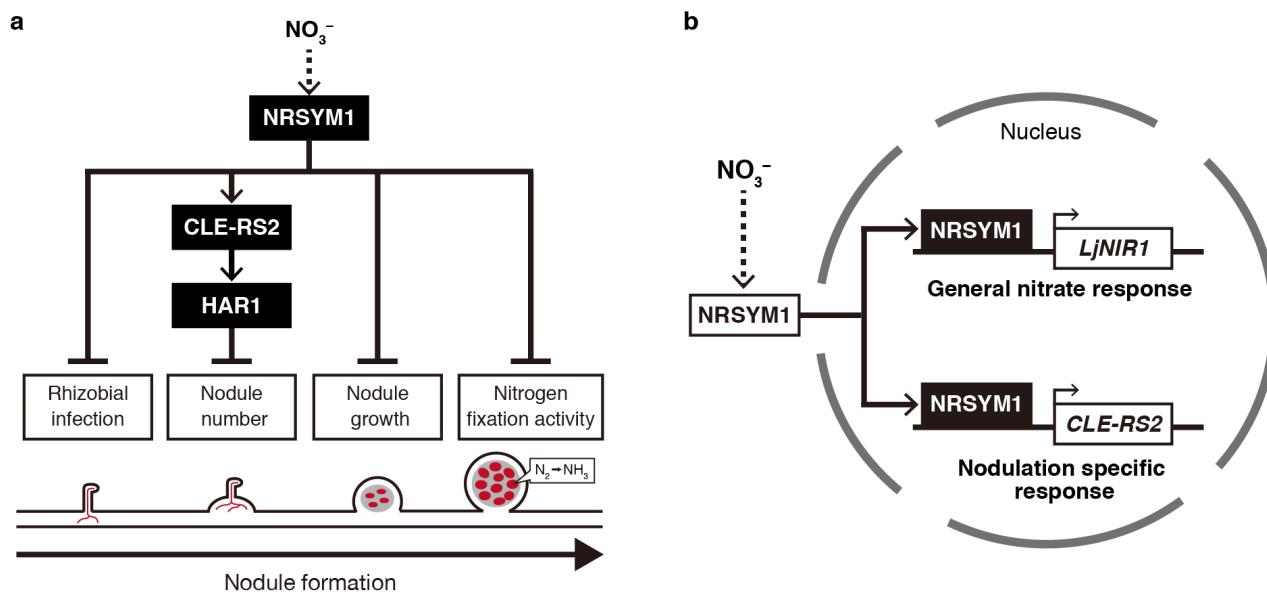 a
NO₃⁻
NRSYM1
CLE-RS2
HAR1
Rhizobial
infection
Nodule
number
Nodule
growth
Nitrogen
fixation activity
N₂→NH₃
Nodule formation
b
Nucleus
NO₃⁻
NRSYM1
NRSYM1
LjNIR1
General nitrate response
NRSYM1
CLE-RS2
Nodulation specific
response